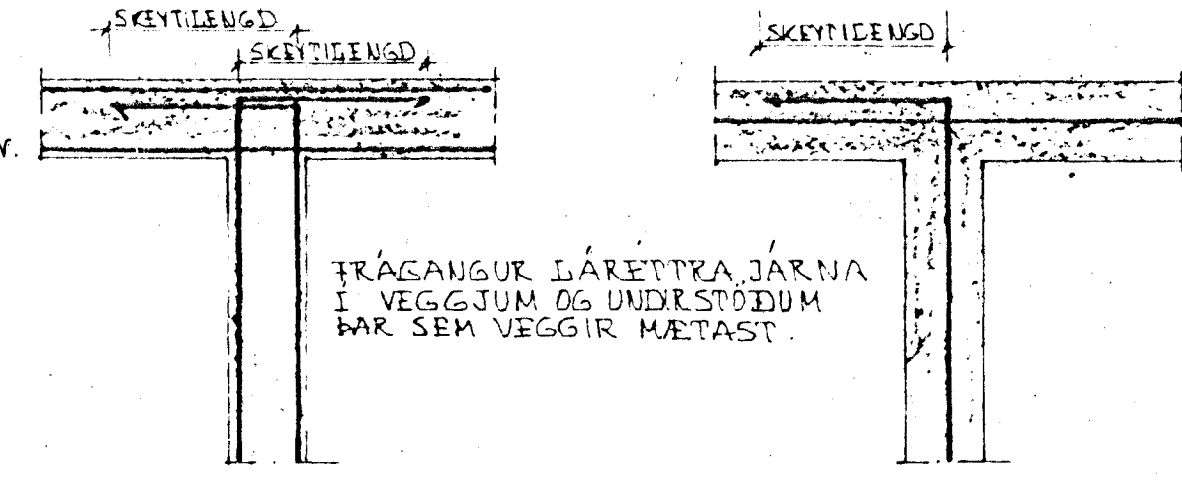 SKEYTILENGD
SKEYTILENGD
SKEYTILENGD
V.
FRÁGANGUR LÁRÉTTRA JÁRNA
Í VEGGJUM OG UNDIRSTÖÐUM
ÞAR SEM VEGGIR MÆTAST.